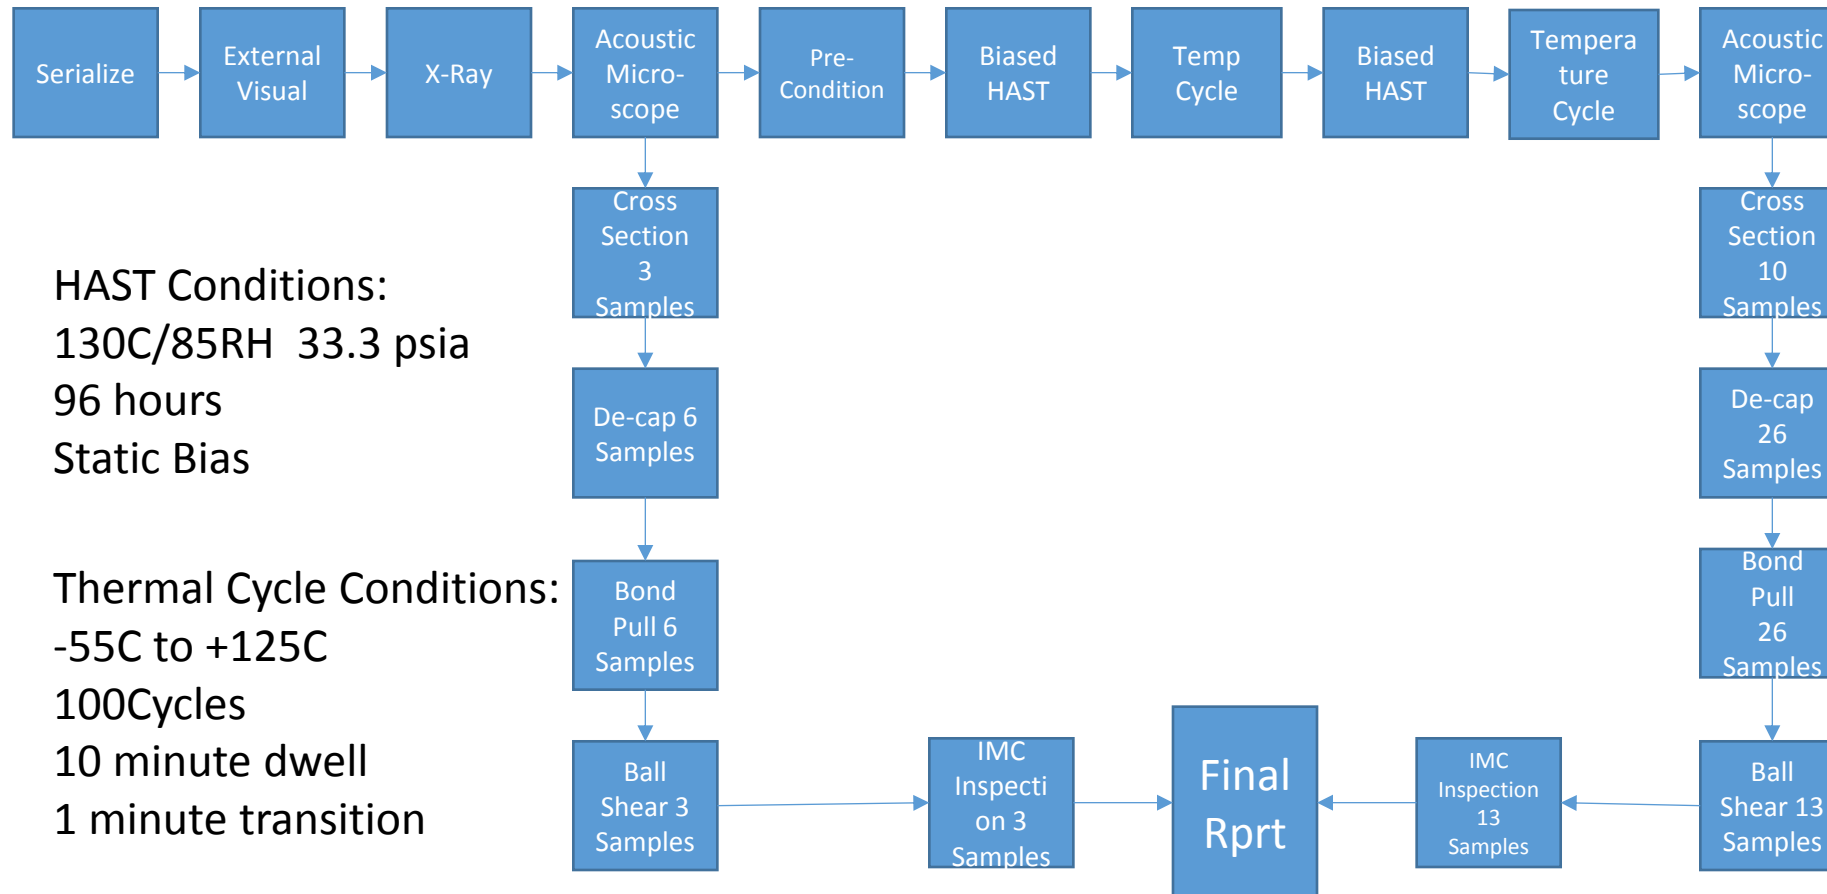 Serialize
External
Visual
X-Ray
Acoustic
Micro-
scope
Pre-
Condition
Biased
HAST
Temp
Cycle
Biased
HAST
Tempera
ture
Cycle
Acoustic
Micro-
scope
Cross
Section
3
Samples
Cross
Section
10
Samples
HAST Conditions:
130C/85RH  33.3 psia
96 hours
Static Bias
De-cap 6
Samples
De-cap
26
Samples
Thermal Cycle Conditions:
-55C to +125C
100Cycles
10 minute dwell
1 minute transition
Bond
Pull 6
Samples
Bond
Pull
26
Samples
Ball
Shear 3
Samples
IMC
Inspecti
on 3
Samples
Final
Rprt
IMC
Inspection
13
Samples
Ball
Shear 13
Samples